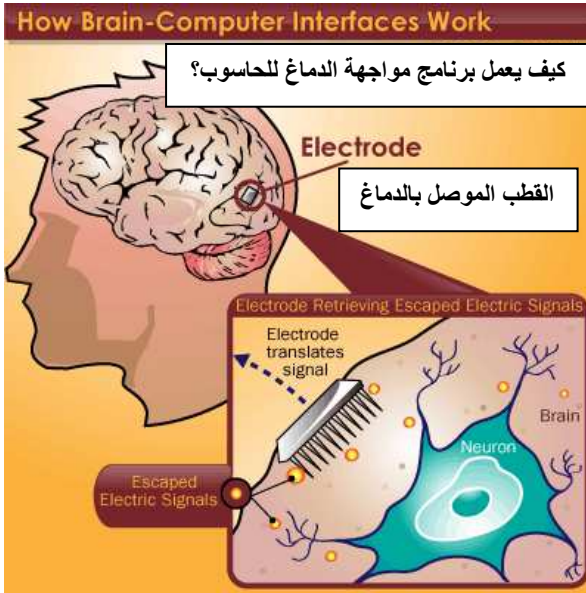 How Brain-Computer Interfaces Work
كيف يعمل برنامج مواجهة الدماغ للحاسوب؟
Electrode
القطب الموصل بالدماغ
Electrode Retrieving Escaped Electric Signals
Electrode
translates
signal
Brain
Neuron
Escaped
Electric Signals